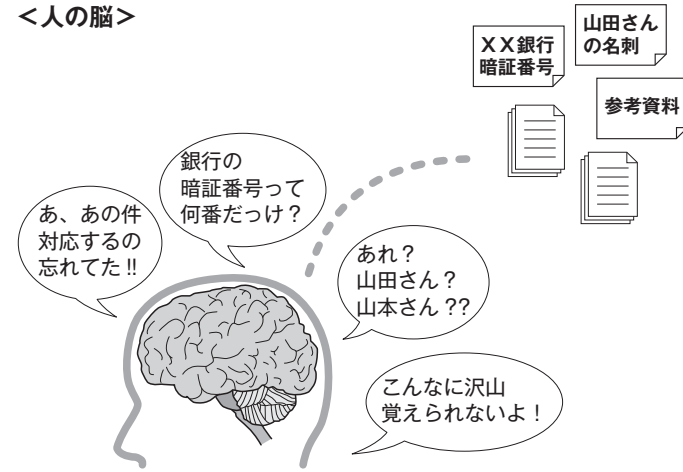 ＜人の脳＞
ＸＸ銀行
暗証番号
山田さん
の名刺
参考資料
銀行の
暗証番号って
何番だっけ？
あ、あの件
対応するの
忘れてた!!
あれ？
山田さん？
山本さん??
こんなに沢山
覚えられないよ！